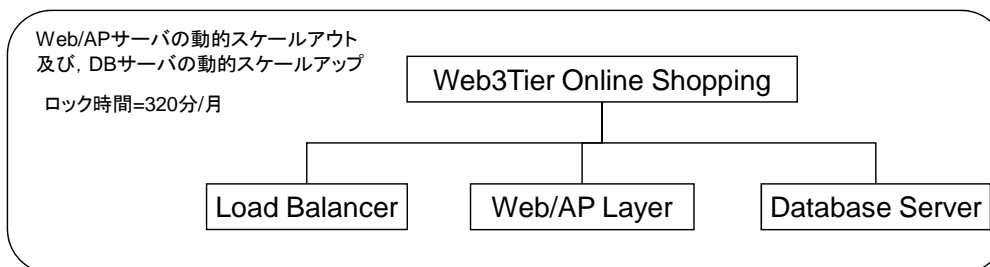 Web/APサーバの動的スケールアウト
及び, DBサーバの動的スケールアップ
ロック時間=320分/月
Web3Tier Online Shopping
Load Balancer
Web/AP Layer
Database Server